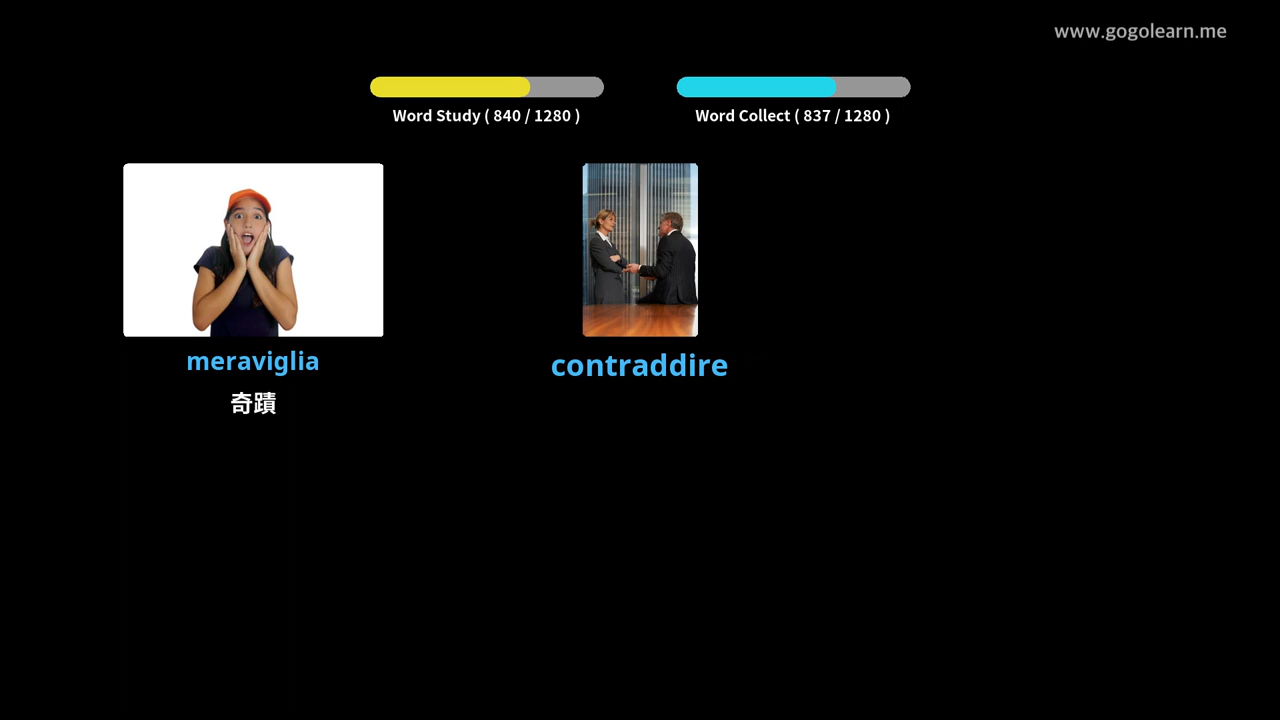 www.gogolearn.me
Word Study ( 840 / 1280 )
Word Collect ( 837 / 1280 )
meraviglia
奇蹟
contraddire